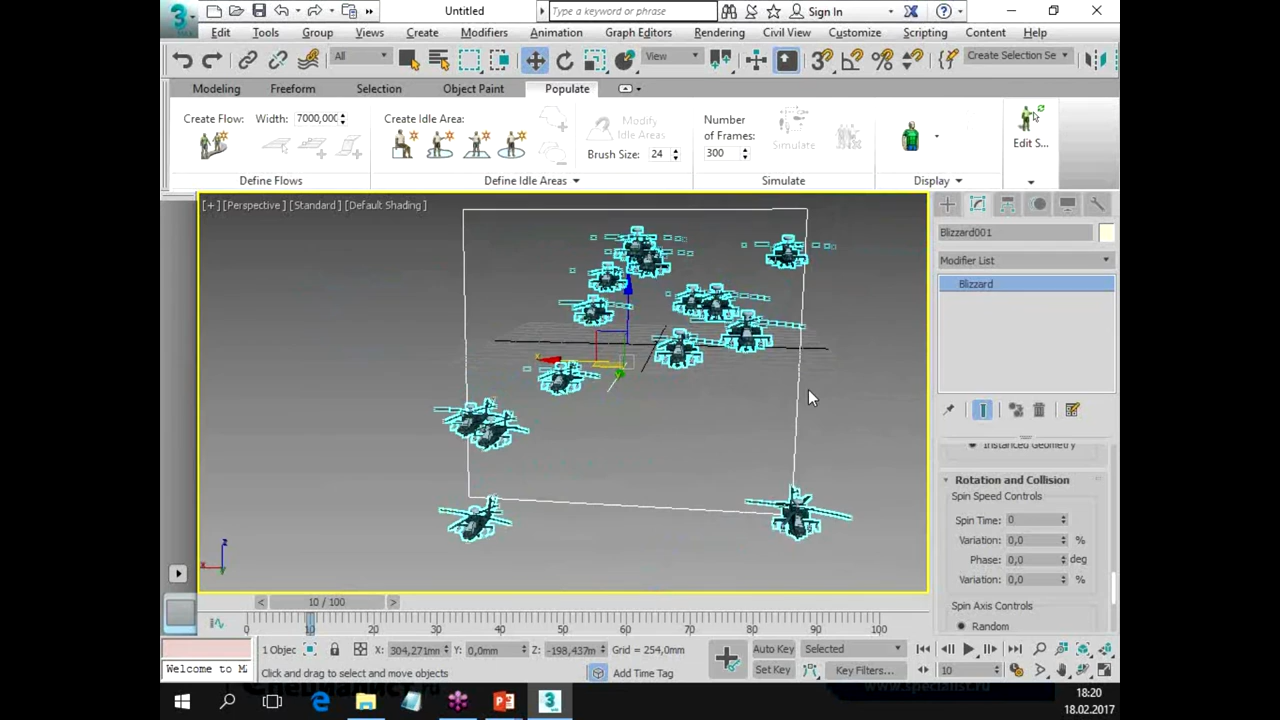 3
Untitled
Type a keyword or phrase
Sign In
Edit Tools Group Views Create Modifiers Animation Graph Editors Rendering Civil View Customize Scripting Content Help
All
View
Create Selection Se
Modeling Freeform Selection Object Paint Populate
Create Flow: Width: 7000,000
Create Idle Area:
Modify
Idle Areas
Brush Size: 24
Number
of Frames:
300
Simulate
Edit S...
Define Flows
Define Idle Areas
Simulate
Display
[+] [Perspective] [Standard] [Default Shading]
Blizzard001
Modifier List
Blizzard
Instanced Geometry
Rotation and Collision
Spin Speed Controls
Spin Time: 0
Variation: 0,0 %
Phase: 0,0 deg
Variation: 0,0 %
Spin Axis Controls
Random
z
x
10 / 100
0 10 20 30 40 50 60 70 80 90 100
1 Objec
X: 304,271mn Y: 0,0mm Z: -198,437m Grid = 254,0mm
Auto Key Selected
Welcome to M
Click and drag to select and move objects
Add Time Tag
Set Key Key Filters... 10
www.specialist.ru
18:20
18.02.2017